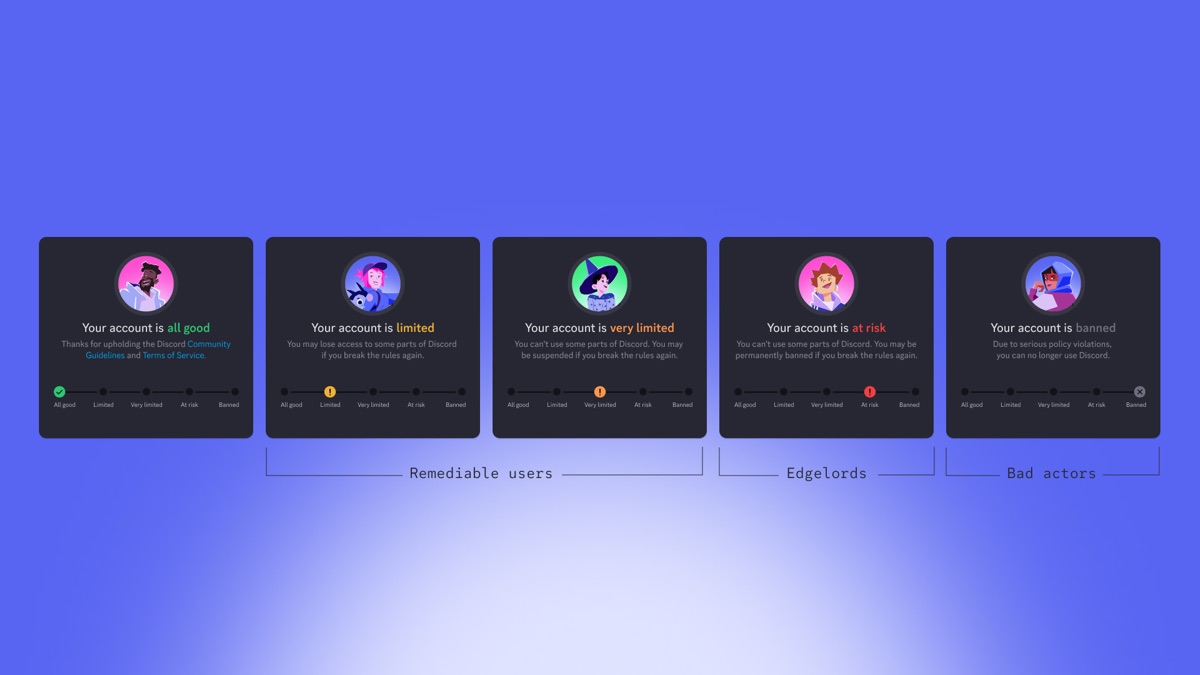 Your account is all good
Thanks for upholding the Discord Community
Guidelines and Terms of Service.
All good Limited Very limited At risk Banned
Your account is limited
You may lose access to some parts of Discord
if you break the rules again.
All good Limited Very limited At risk Banned
Your account is very limited
You can't use some parts of Discord. You may
be suspended if you break the rules again.
All good Limited Very limited At risk Banned
Your account is at risk
You can't use some parts of Discord. You may be
permanently banned if you break the rules again.
All good Limited Very limited At risk Banned
Your account is banned
Due to serious policy violations,
you can no longer use Discord.
All good Limited Very limited At risk Banned
Remediable users
Edgelords
Bad actors